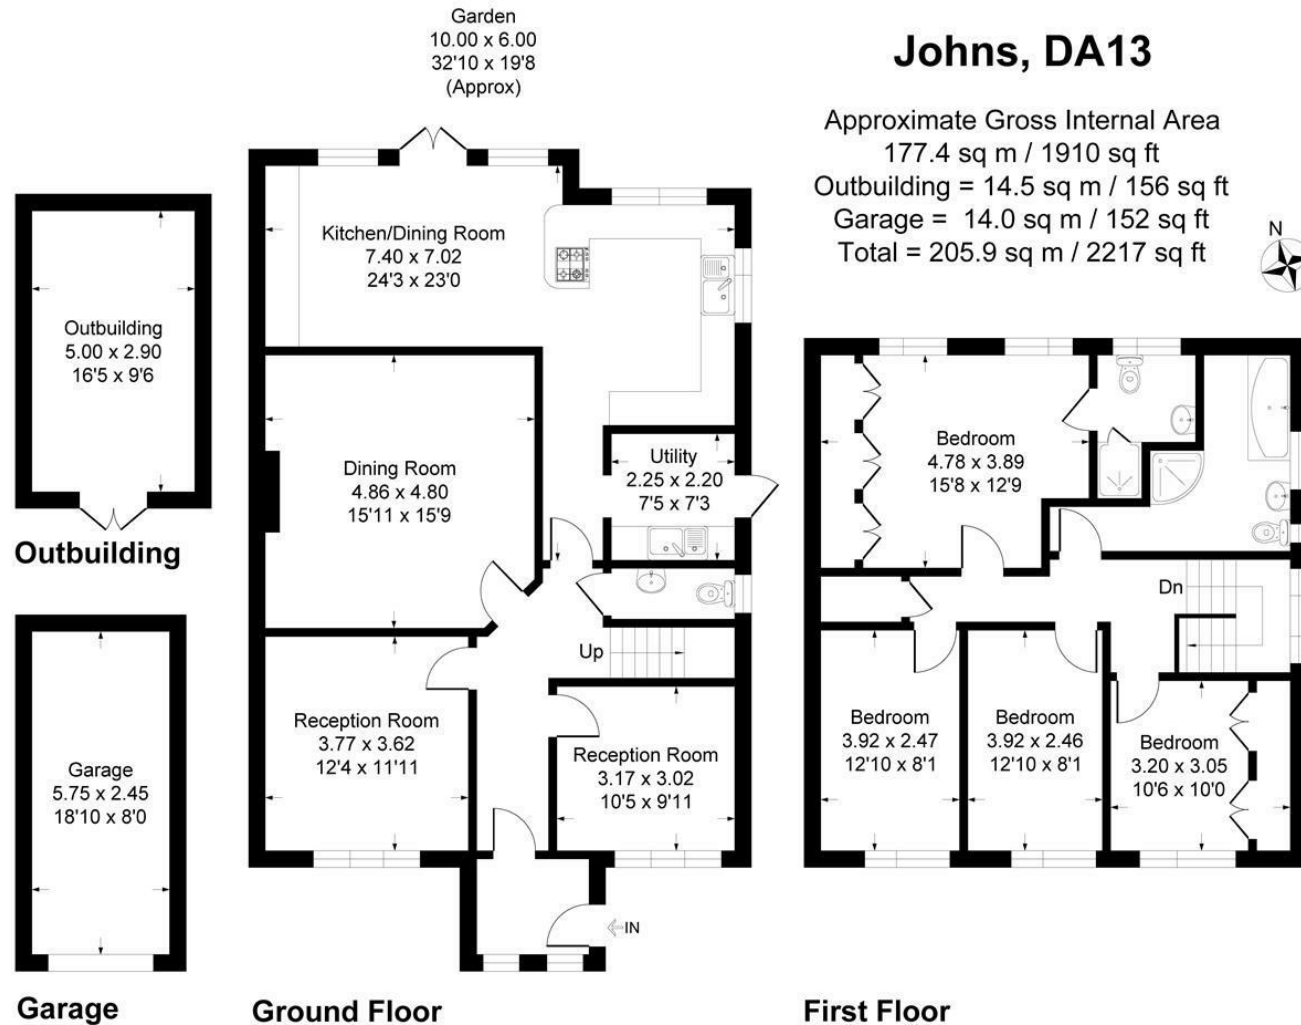 Garden
10.00 x 6.00
32'10 x 19'8
(Approx)
Johns, DA13
Approximate Gross Internal Area
177.4 sq m / 1910 sq ft
Outbuilding = 14.5 sq m / 156 sq ft
Garage = 14.0 sq m / 152 sq ft
Total = 205.9 sq m / 2217 sq ft
N
Outbuilding
5.00 x 2.90
16'5 x 9'6
Outbuilding
Garage
5.75 x 2.45
18'10 x 8'0
Garage
Kitchen/Dining Room
7.40 x 7.02
24'3 x 23'0
Dining Room
4.86 x 4.80
15'11 x 15'9
Utility
2.25 x 2.20
7'5 x 7'3
Up
Reception Room
3.77 x 3.62
12'4 x 11'11
Reception Room
3.17 x 3.02
10'5 x 9'11
IN
Ground Floor
Bedroom
4.78 x 3.89
15'8 x 12'9
Dn
Bedroom
3.92 x 2.47
12'10 x 8'1
Bedroom
3.92 x 2.46
12'10 x 8'1
Bedroom
3.20 x 3.05
10'6 x 10'0
First Floor